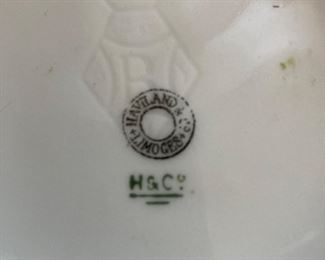 B
HAVILAND & Co
LIMOGES
H & Cº